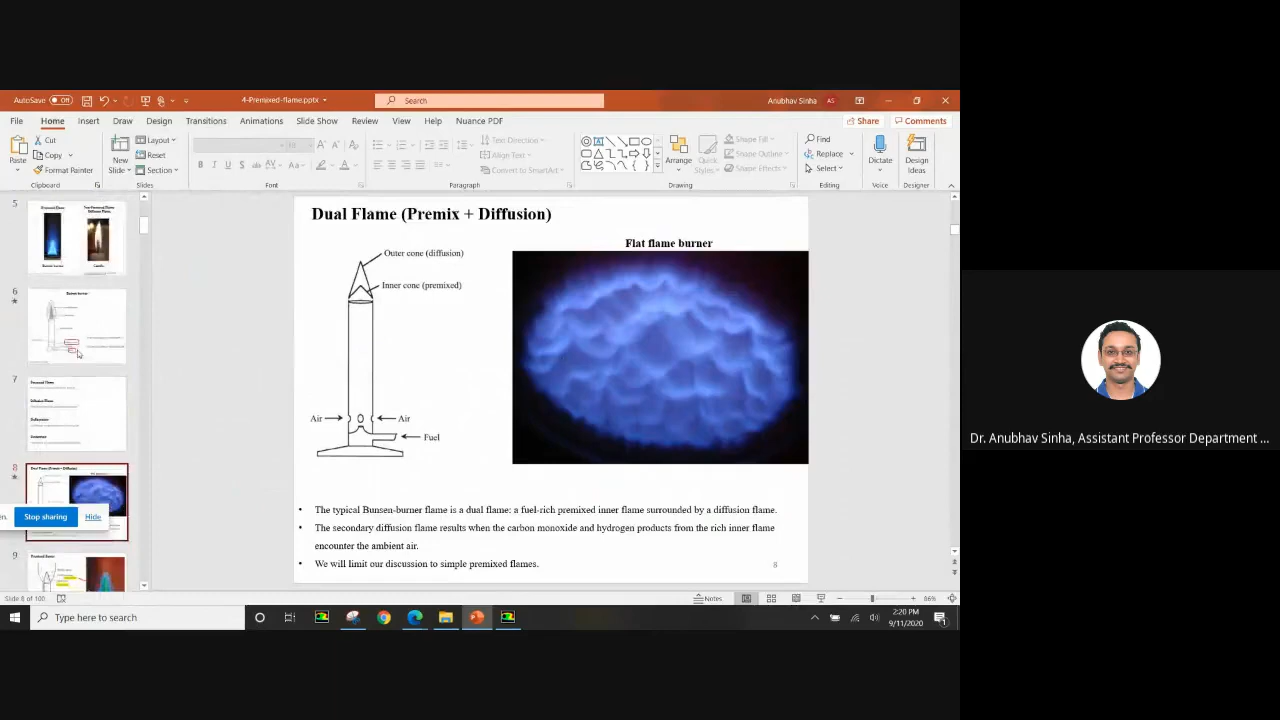 AutoSave Off
4-Premixed-flame.pptx
Search
Anubhav Sinha AS
File Home Insert Draw Design Transitions Animations Slide Show Review View Help Nuance PDF Share Comments
Paste
Cut
Copy
Format Painter
Clipboard
New Slide
Layout
Reset
Section
Slides
Font
Text Direction
Align Text
Convert to SmartArt
Paragraph
Arrange
Quick Styles
Shape Fill
Shape Outline
Shape Effects
Drawing
Find
Replace
Select
Editing
Dictate
Voice
Design Ideas
Designer
5
6
7
8
9
Stop sharing
Hide
Dual Flame (Premix + Diffusion)
Flat flame burner
Outer cone (diffusion)
Inner cone (premixed)
Air
Air
Fuel
• The typical Bunsen-burner flame is a dual flame: a fuel-rich premixed inner flame surrounded by a diffusion flame.
• The secondary diffusion flame results when the carbon monoxide and hydrogen products from the rich inner flame
encounter the ambient air.
• We will limit our discussion to simple premixed flames.
8
Slide 8 of 100
Notes
86%
Type here to search
2:20 PM
9/11/2020
Dr. Anubhav Sinha, Assistant Professor Department ...